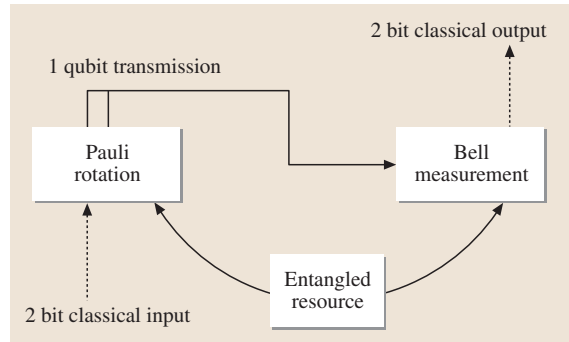 2 bit classical output
1 qubit transmission
Pauli
rotation
Bell
measurement
Entangled
resource
2 bit classical input